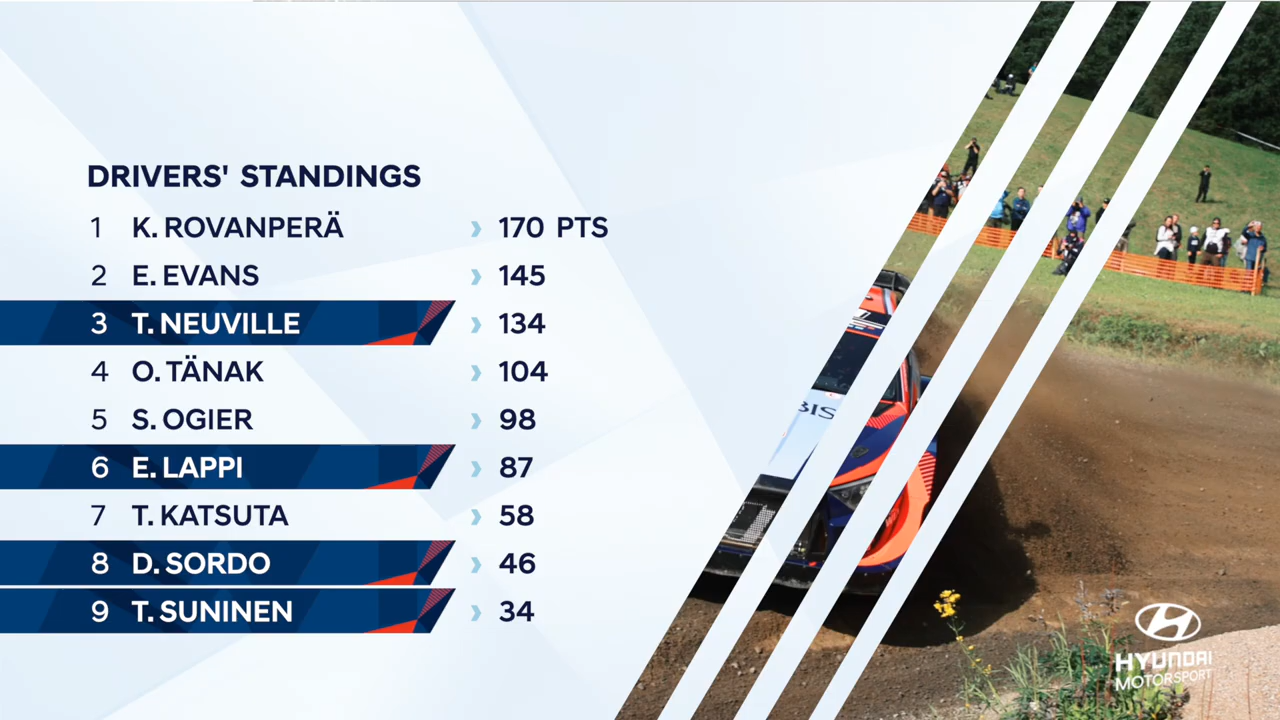 DRIVERS' STANDINGS
1 K. ROVANPERÄ › 170 PTS
2 E. EVANS › 145
3 T. NEUVILLE › 134
4 O. TÄNAK › 104
5 S. OGIER › 98
6 E. LAPPI › 87
7 T. KATSUTA › 58
8 D. SORDO › 46
9 T. SUNINEN › 34
BIS
HYUNDAI
MOTORSPORT